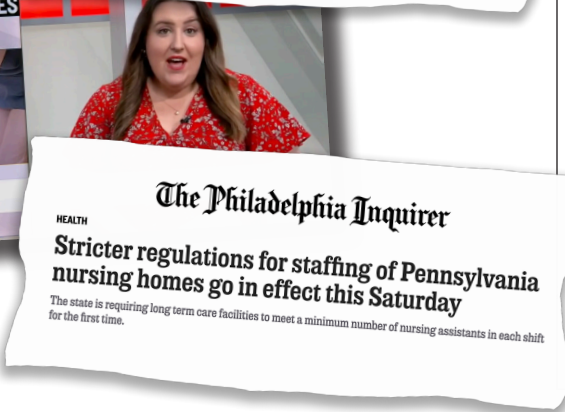 ES
The Philadelphia Inquirer
HEALTH
Stricter regulations for staffing of Pennsylvania
nursing homes go in effect this Saturday
The state is requiring long term care facilities to meet a minimum number of nursing assistants in each shift
for the first time.